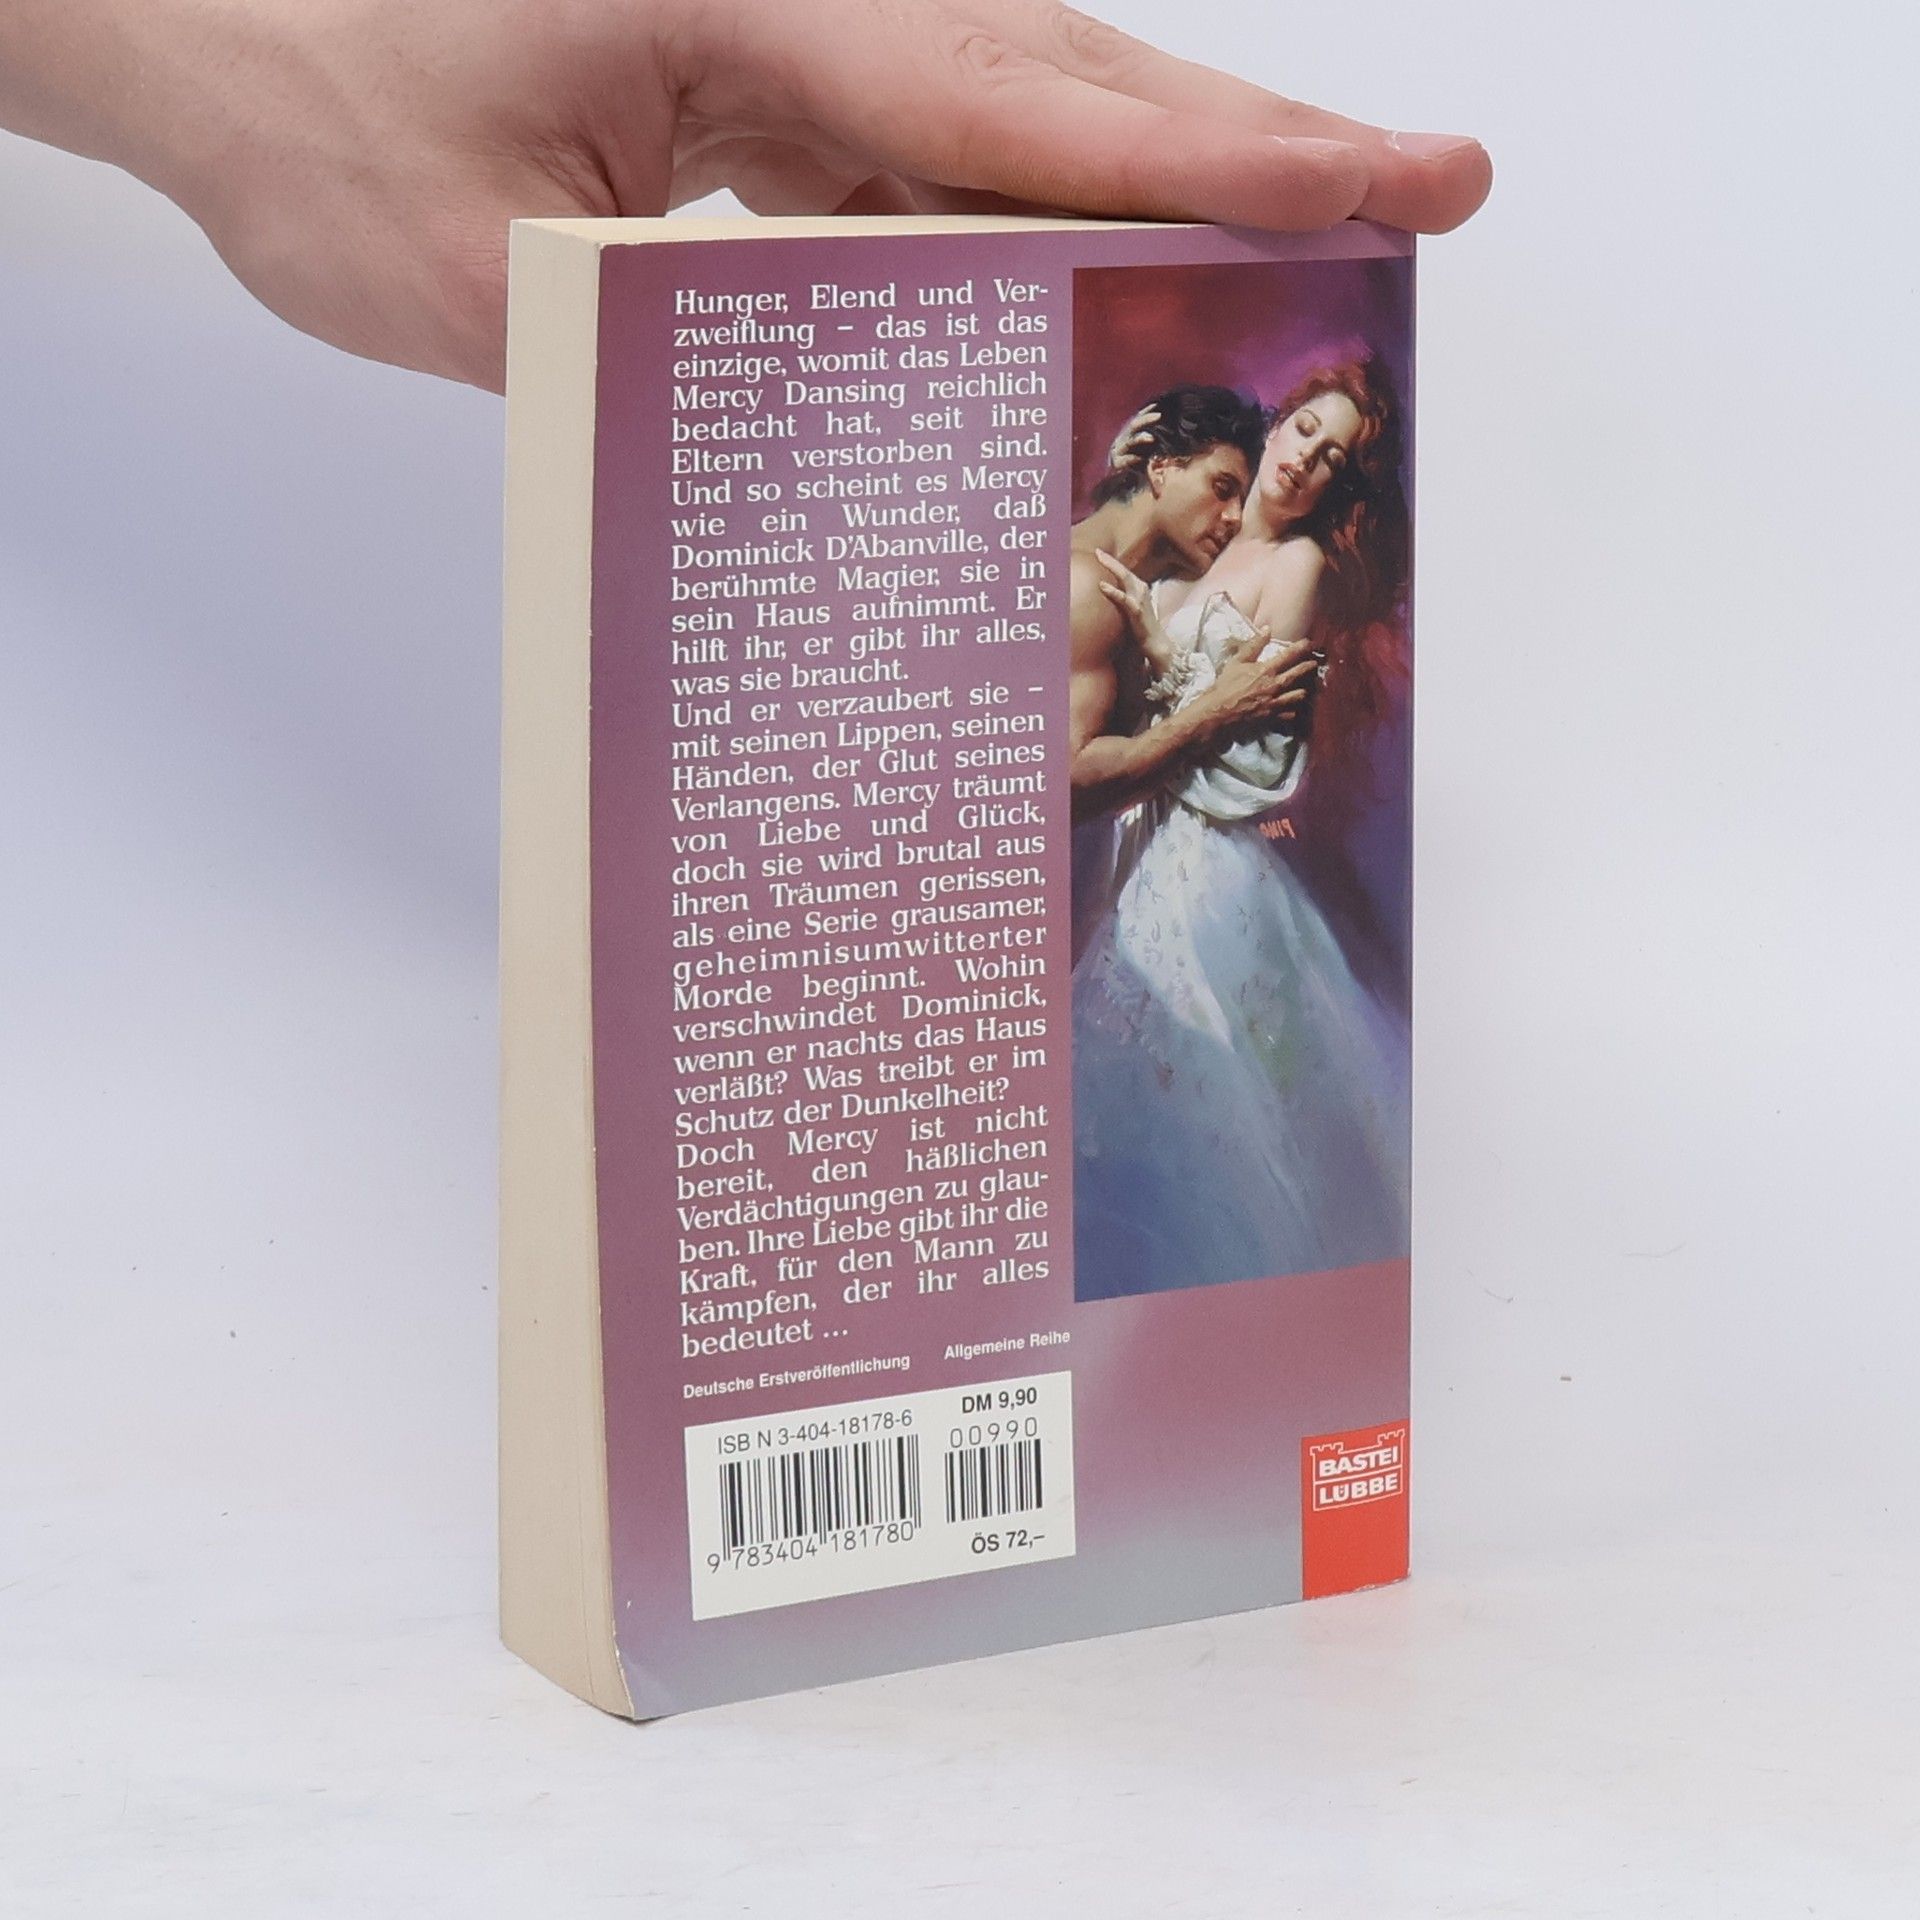 Hunger, Elend und Ver-
zweiflung – das ist das
einzige, womit das Leben
Mercy Dansing reichlich
bedacht hat, seit ihre
Eltern verstorben sind.
Und so scheint es Mercy
wie ein Wunder, daß
Dominick D'Abanville, der
berühmte Magier, sie in
sein Haus aufnimmt. Er
hilft ihr, er gibt ihr alles,
was sie braucht.
Und er verzaubert sie –
mit seinen Lippen, seinen
Händen, der Glut seines
Verlangens. Mercy träumt
von Liebe und Glück,
doch sie wird brutal aus
ihren Träumen gerissen,
als eine Serie grausamer,
geheimnisumwitterter
Morde beginnt. Wohin
verschwindet Dominick,
wenn er nachts das Haus
verläßt? Was treibt er im
Schutz der Dunkelheit?
Doch Mercy ist nicht
bereit, den häßlichen
Verdächtigungen zu glau-
ben. Ihre Liebe gibt ihr die
Kraft, für den Mann zu
kämpfen, der ihr alles
bedeutet ...
Deutsche Erstveröffentlichung Allgemeine Reihe
ISBN 3-404-18178-6
DM 9,90
00990
9 783404 181780
ÖS 72,–
PINO
BASTEI
LÜBBE